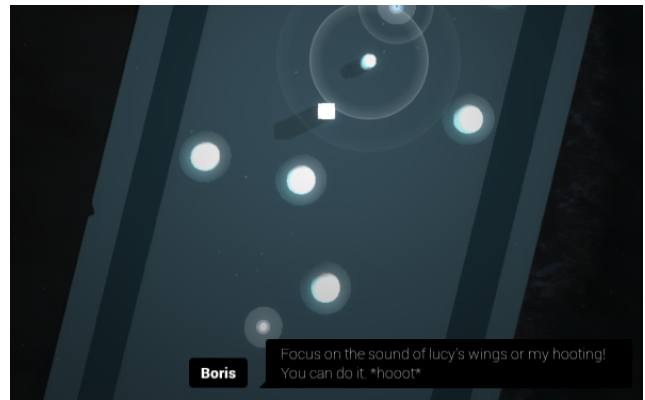 Focus on the sound of lucy's wings or my hooting!
Boris
You can do it. *hooot*